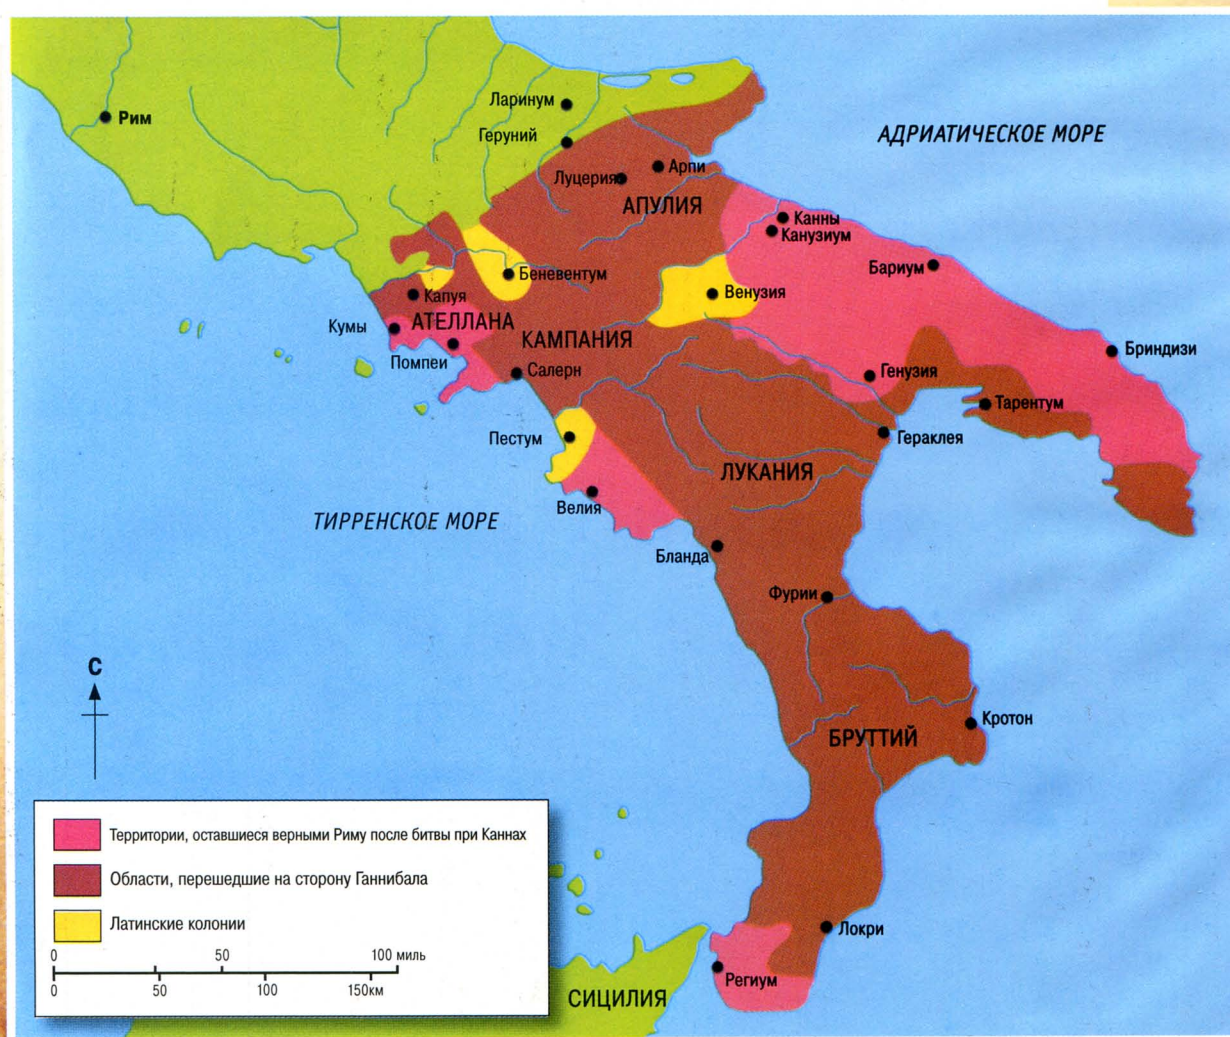 Рим
Ларинум
Геруний
АДРИАТИЧЕСКОЕ МОРЕ
Луцерия
Арпи
АПУЛИЯ
Канны
Канузиум
Бариум
Беневентум
Капуя
Венузия
Кумы
АТЕЛЛАНА
КАМПАНИЯ
Бриндизи
Помпеи
Салерн
Генузия
Тарентум
Пестум
Гераклея
ЛУКАНИЯ
Велия
ТИРРЕНСКОЕ МОРЕ
Бланда
Фурии
С
Кротон
БРУТТИЙ
Территории, оставшиеся верными Риму после битвы при Каннах
Области, перешедшие на сторону Ганнибала
Латинские колонии
0 50 100 миль
0 50 100 150км
Локри
Региум
СИЦИЛИЯ